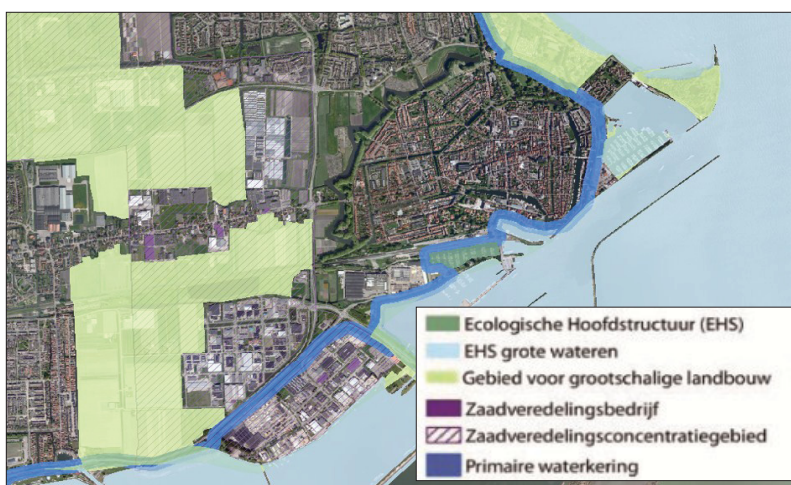 Ecologische Hoofdstructuur (EHS)
EHS grote wateren
Gebied voor grootschalige landbouw
Zaadveredelingsbedrijf
Zaadveredelingsconcentratiegebied
Primaire waterkering